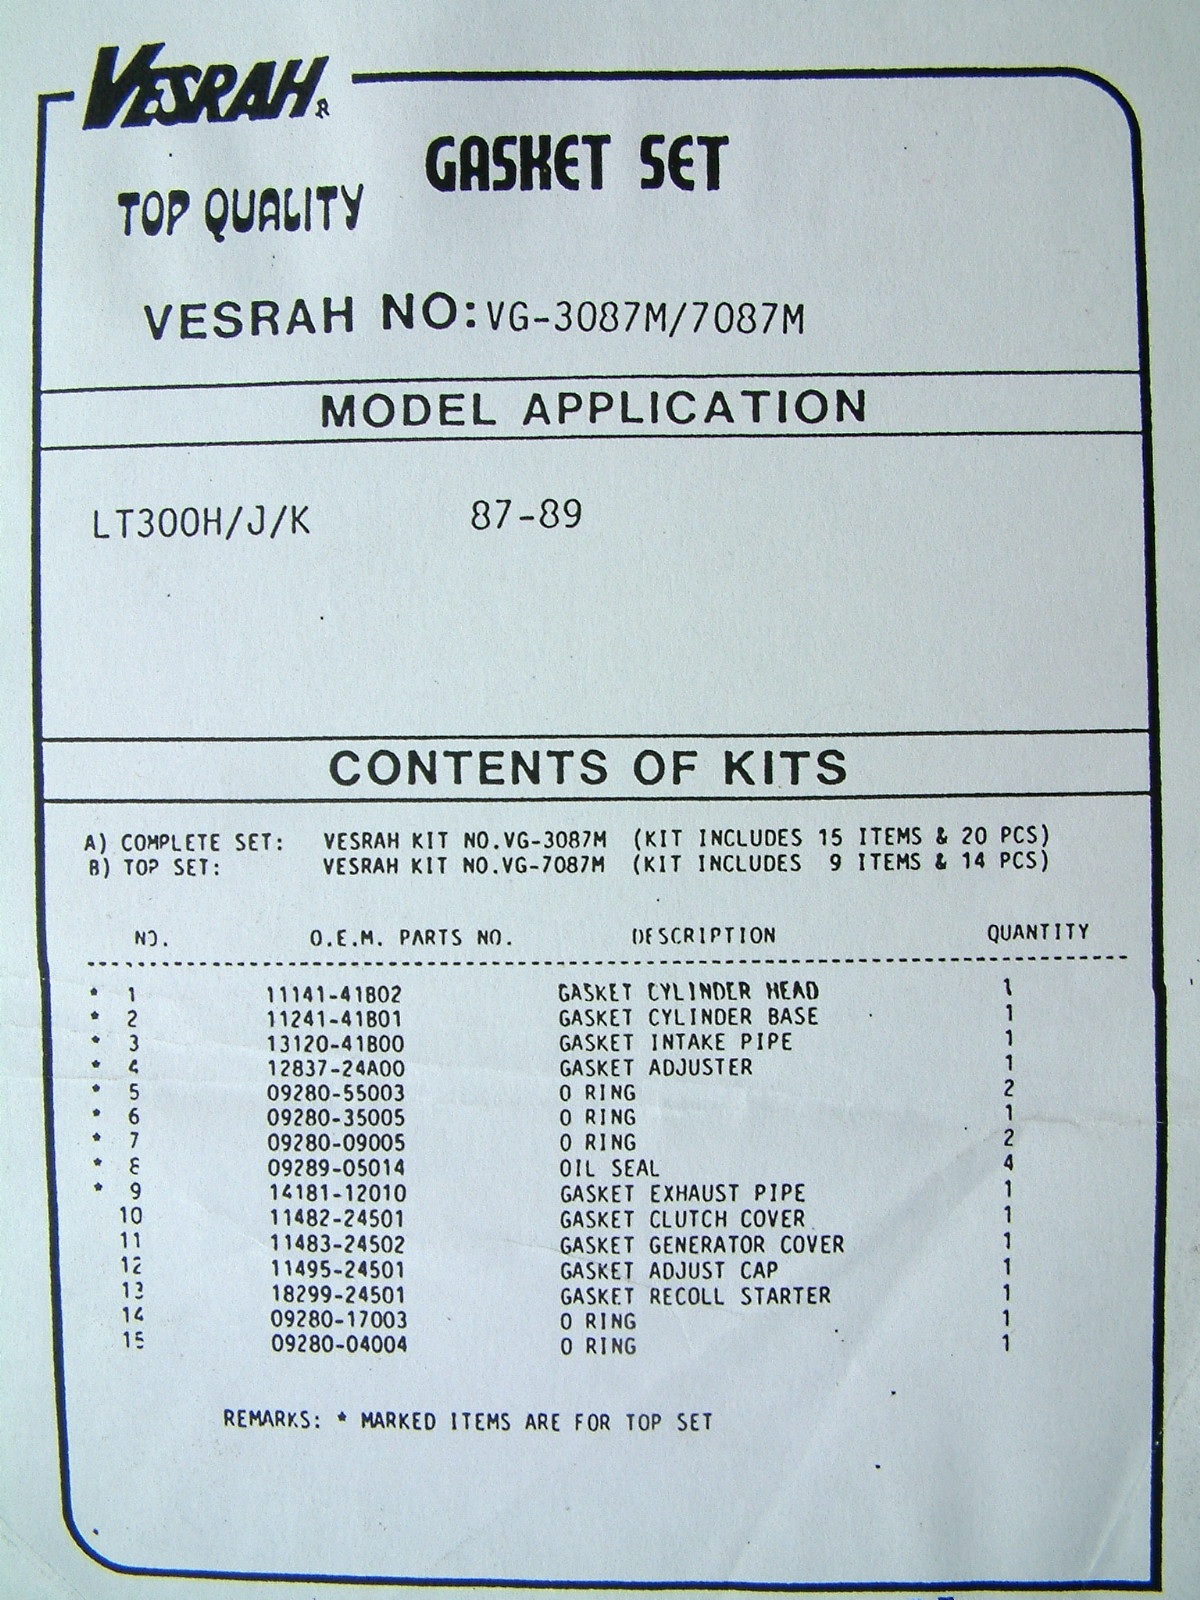 VESRAH R
GASKET SET
TOP QUALITY
VESRAH NO: VG-3087M/7087M
MODEL APPLICATION
LT300H/J/K 87-89
CONTENTS OF KITS
A) COMPLETE SET: VESRAH KIT NO.VG-3087M (KIT INCLUDES 15 ITEMS & 20 PCS)
B) TOP SET: VESRAH KIT NO.VG-7087M (KIT INCLUDES 9 ITEMS & 14 PCS)
NO. O.E.M. PARTS NO. DESCRIPTION QUANTITY
* 1 11141-41B02 GASKET CYLINDER HEAD 1
* 2 11241-41B01 GASKET CYLINDER BASE 1
* 3 13120-41B00 GASKET INTAKE PIPE 1
* 4 12837-24A00 GASKET ADJUSTER 1
* 5 09280-55003 O RING 2
* 6 09280-35005 O RING 1
* 7 09280-09005 O RING 2
* 8 09289-05014 OIL SEAL 4
* 9 14181-12010 GASKET EXHAUST PIPE 1
10 11482-24501 GASKET CLUTCH COVER 1
11 11483-24502 GASKET GENERATOR COVER 1
12 11495-24501 GASKET ADJUST CAP 1
13 18299-24501 GASKET RECOLL STARTER 1
14 09280-17003 O RING 1
15 09280-04004 O RING 1
REMARKS: * MARKED ITEMS ARE FOR TOP SET